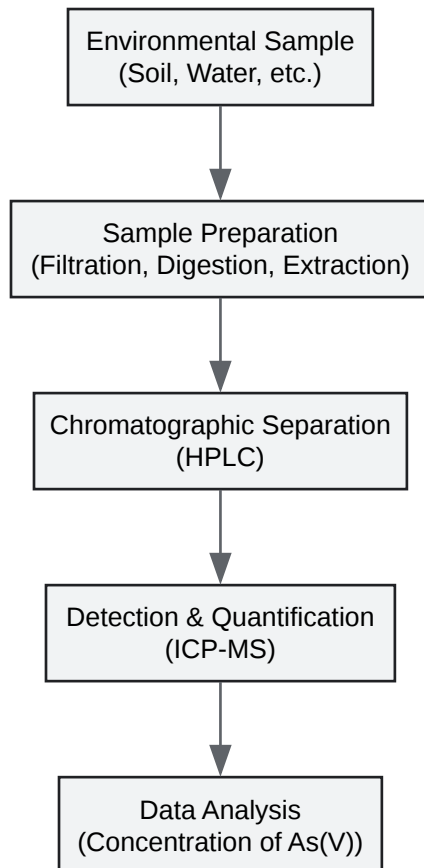 Environmental Sample
(Soil, Water, etc.)
Sample Preparation
(Filtration, Digestion, Extraction)
Chromatographic Separation
(HPLC)
Detection & Quantification
(ICP-MS)
Data Analysis
(Concentration of As(V))